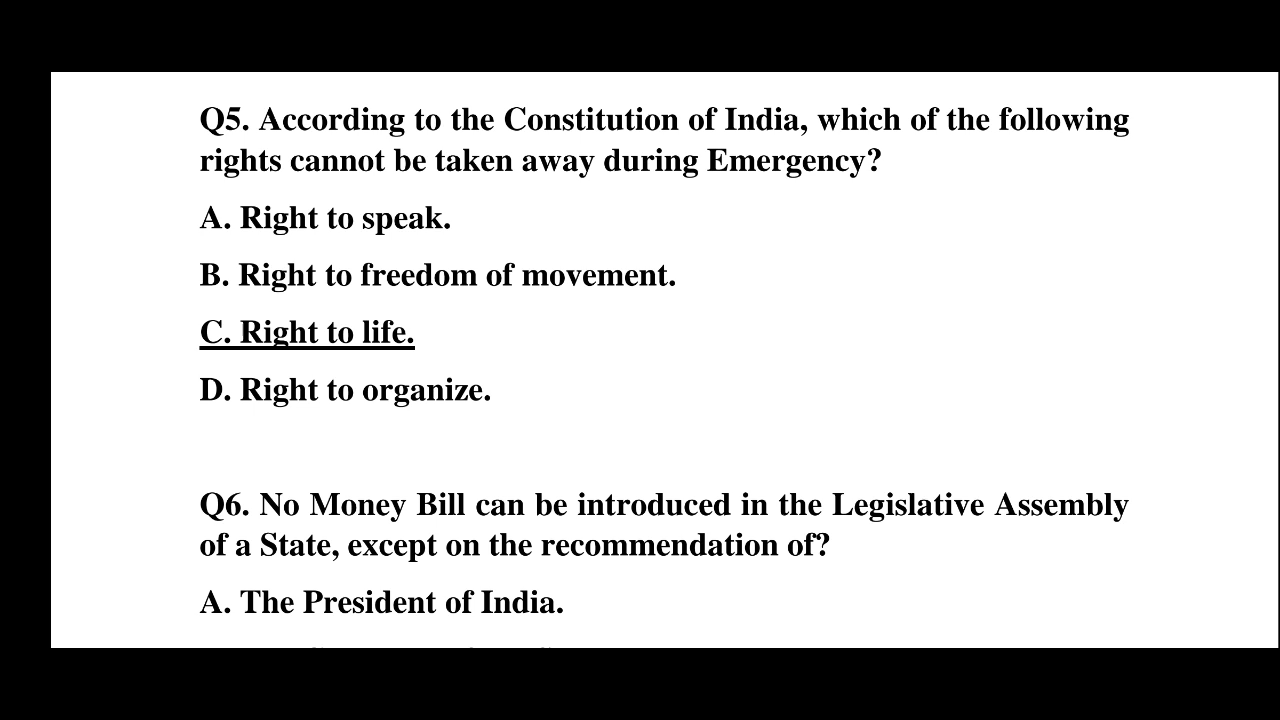 Q5. According to the Constitution of India, which of the following
rights cannot be taken away during Emergency?
A. Right to speak.
B. Right to freedom of movement.
C. Right to life.
D. Right to organize.
Q6. No Money Bill can be introduced in the Legislative Assembly
of a State, except on the recommendation of?
A. The President of India.